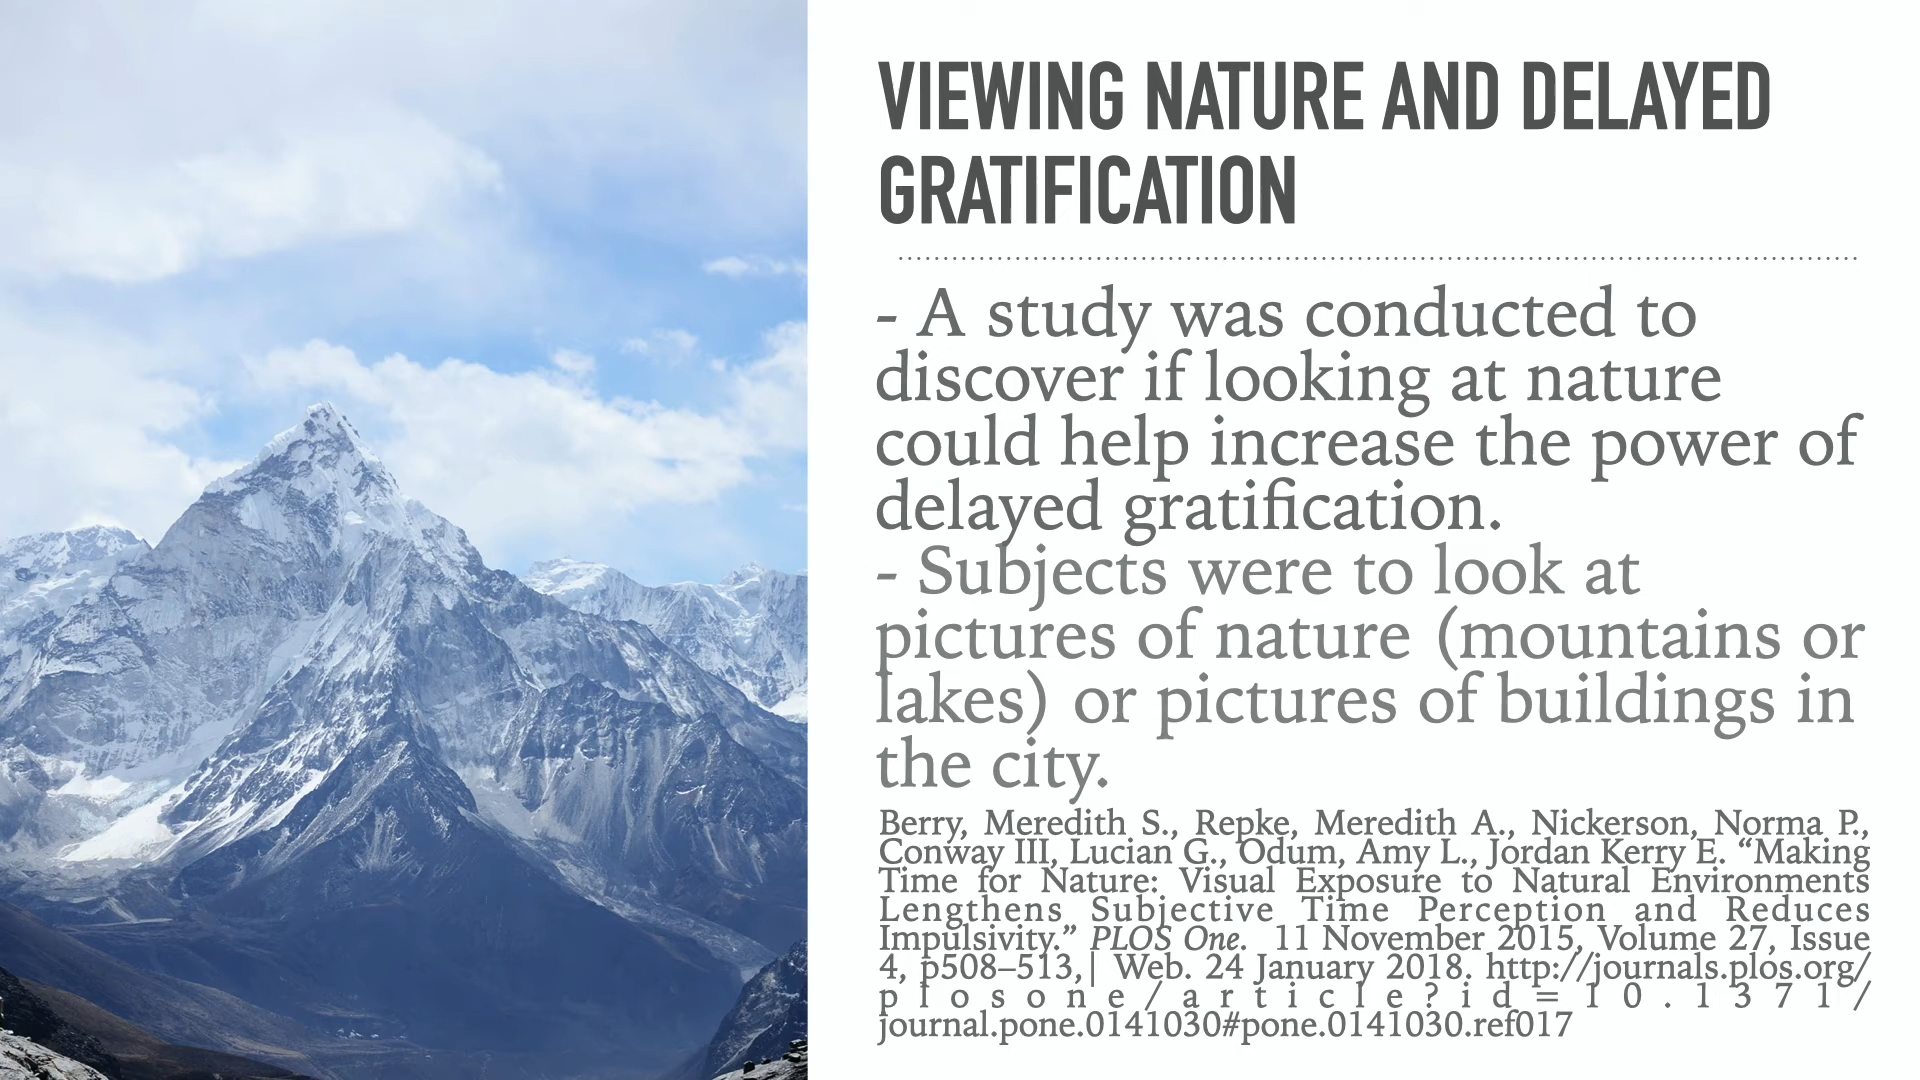 VIEWING NATURE AND DELAYED
GRATIFICATION
- A study was conducted to
discover if looking at nature
could help increase the power of
delayed gratification.
- Subjects were to look at
pictures of nature (mountains or
lakes) or pictures of buildings in
the city.
Berry, Meredith S., Repke, Meredith A., Nickerson, Norma P.,
Conway III, Lucian G., Odum, Amy L., Jordan Kerry E. “Making
Time for Nature: Visual Exposure to Natural Environments
Lengthens Subjective Time Perception and Reduces
Impulsivity.” PLOS One. 11 November 2015, Volume 27, Issue
4, p508–513,| Web. 24 January 2018. http://journals.plos.org/
plosone/article?id=10.1371/
journal.pone.0141030#pone.0141030.ref017